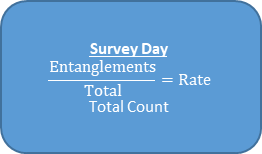 Survey Day
Entanglements
Total = Rate
Total Count